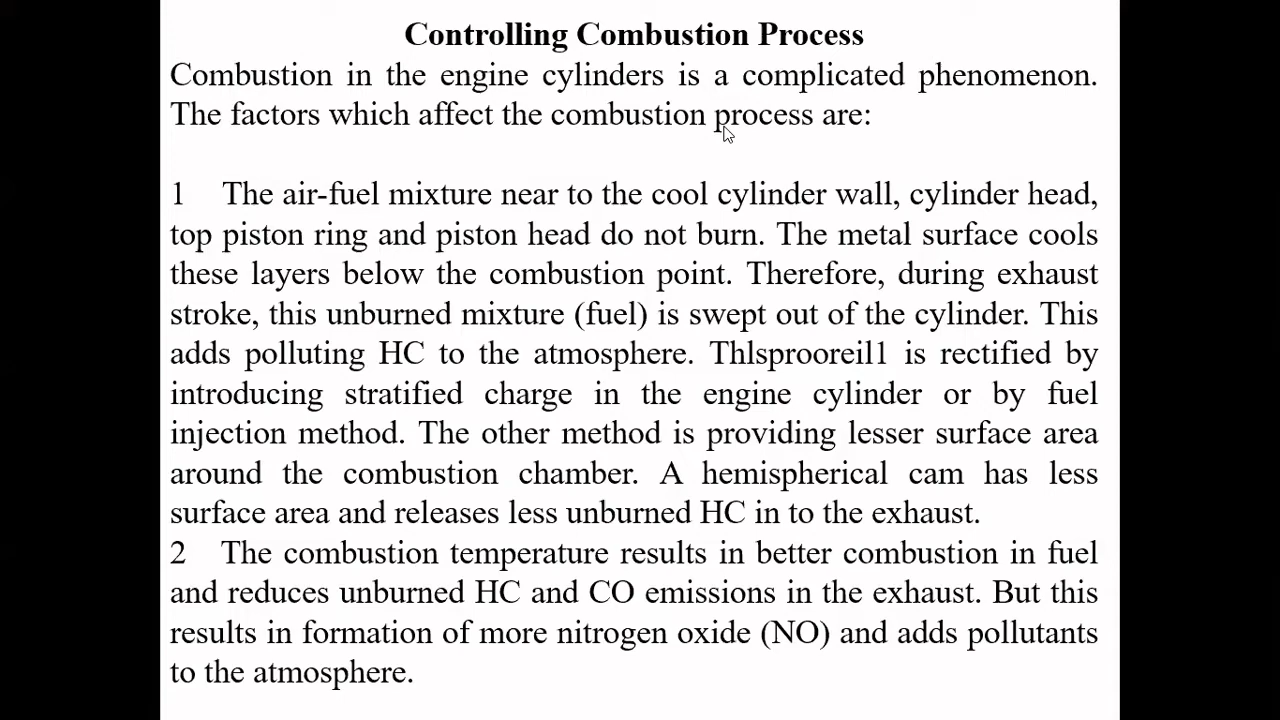 Controlling Combustion Process
Combustion in the engine cylinders is a complicated phenomenon.
The factors which affect the combustion process are:
1 The air-fuel mixture near to the cool cylinder wall, cylinder head,
top piston ring and piston head do not burn. The metal surface cools
these layers below the combustion point. Therefore, during exhaust
stroke, this unburned mixture (fuel) is swept out of the cylinder. This
adds polluting HC to the atmosphere. Thlsprooreil1 is rectified by
introducing stratified charge in the engine cylinder or by fuel
injection method. The other method is providing lesser surface area
around the combustion chamber. A hemispherical cam has less
surface area and releases less unburned HC in to the exhaust.
2 The combustion temperature results in better combustion in fuel
and reduces unburned HC and CO emissions in the exhaust. But this
results in formation of more nitrogen oxide (NO) and adds pollutants
to the atmosphere.